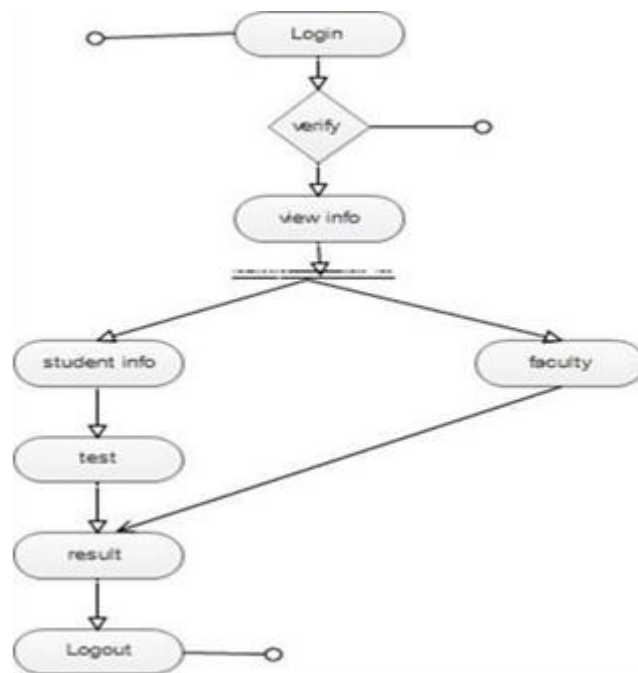 Login
verify
view info
student info
faculty
test
result
Logout